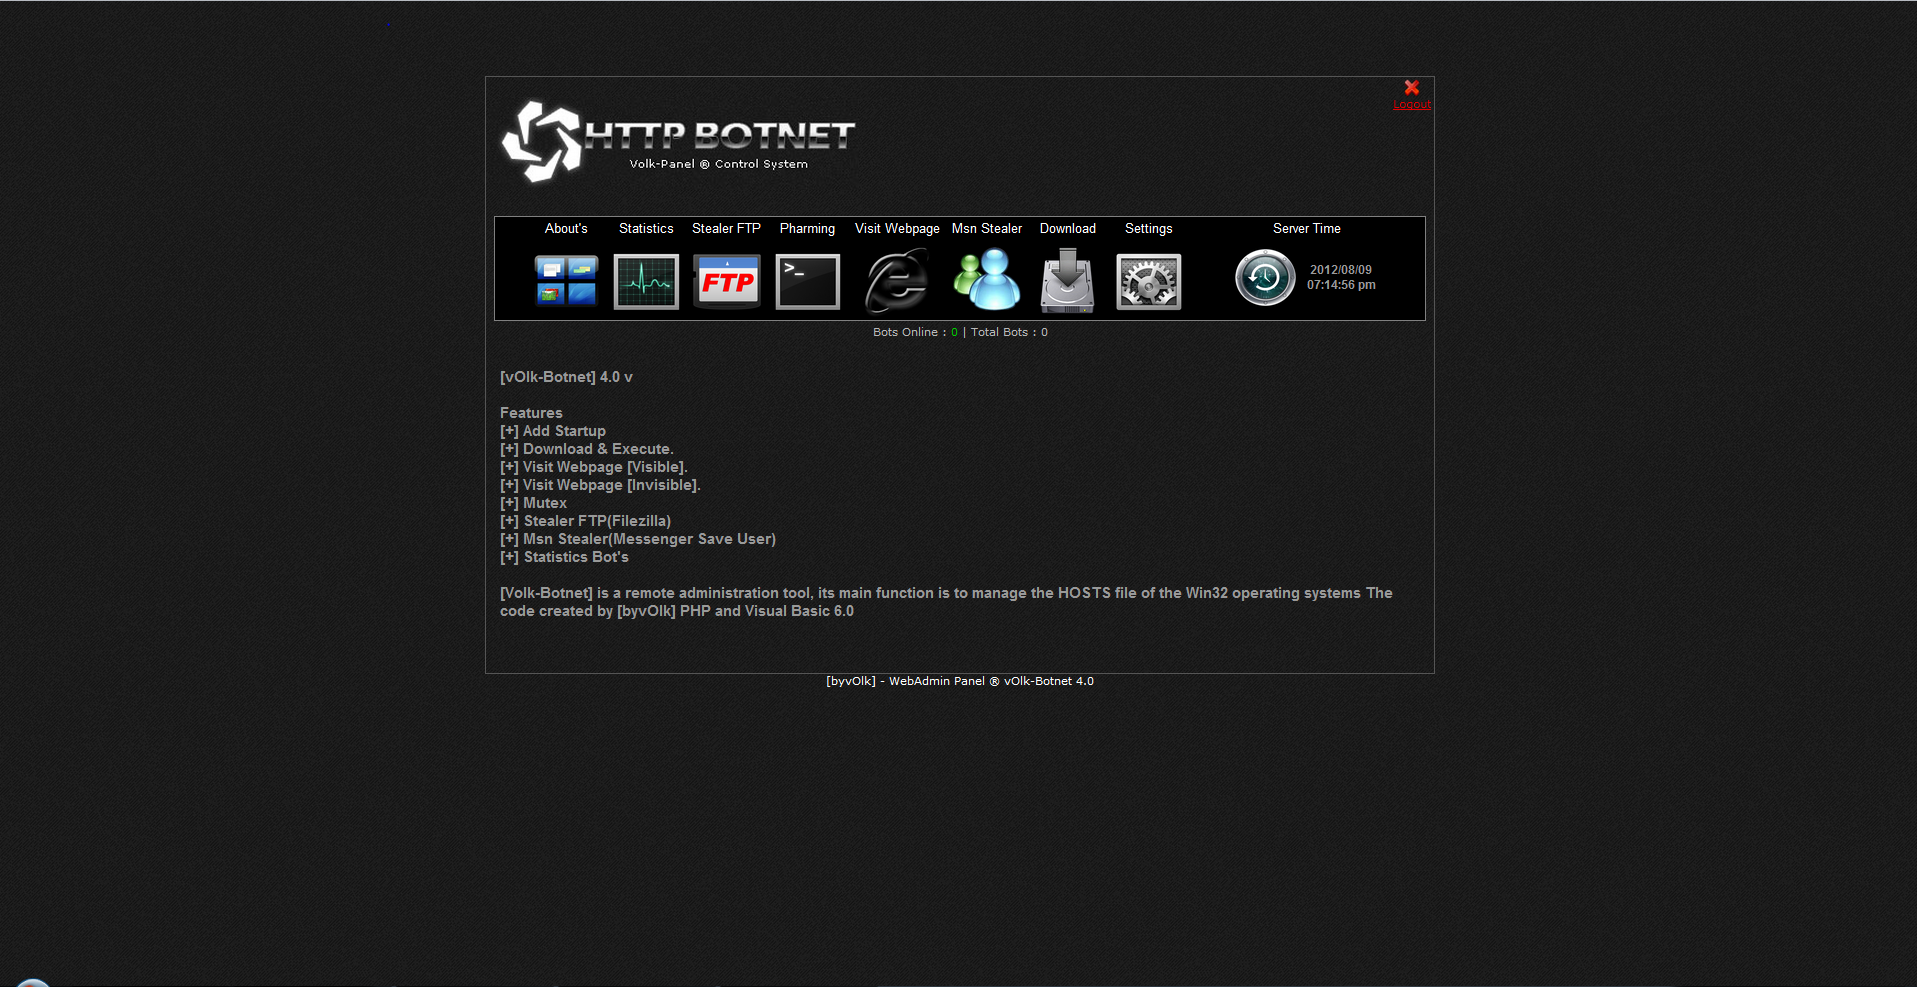 Logout
HTTP BOTNET
Volk-Panel ® Control System
About's Statistics Stealer FTP Pharming Visit Webpage Msn Stealer Download Settings Server Time
FTP
>_
2012/08/09
07:14:56 pm
Bots Online : 0 | Total Bots : 0
[vOlk-Botnet] 4.0 v
Features
[+] Add Startup
[+] Download & Execute.
[+] Visit Webpage [Visible].
[+] Visit Webpage [Invisible].
[+] Mutex
[+] Stealer FTP(Filezilla)
[+] Msn Stealer(Messenger Save User)
[+] Statistics Bot's
[Volk-Botnet] is a remote administration tool, its main function is to manage the HOSTS file of the Win32 operating systems The
code created by [byvOlk] PHP and Visual Basic 6.0
[byvOlk] - WebAdmin Panel ® vOlk-Botnet 4.0